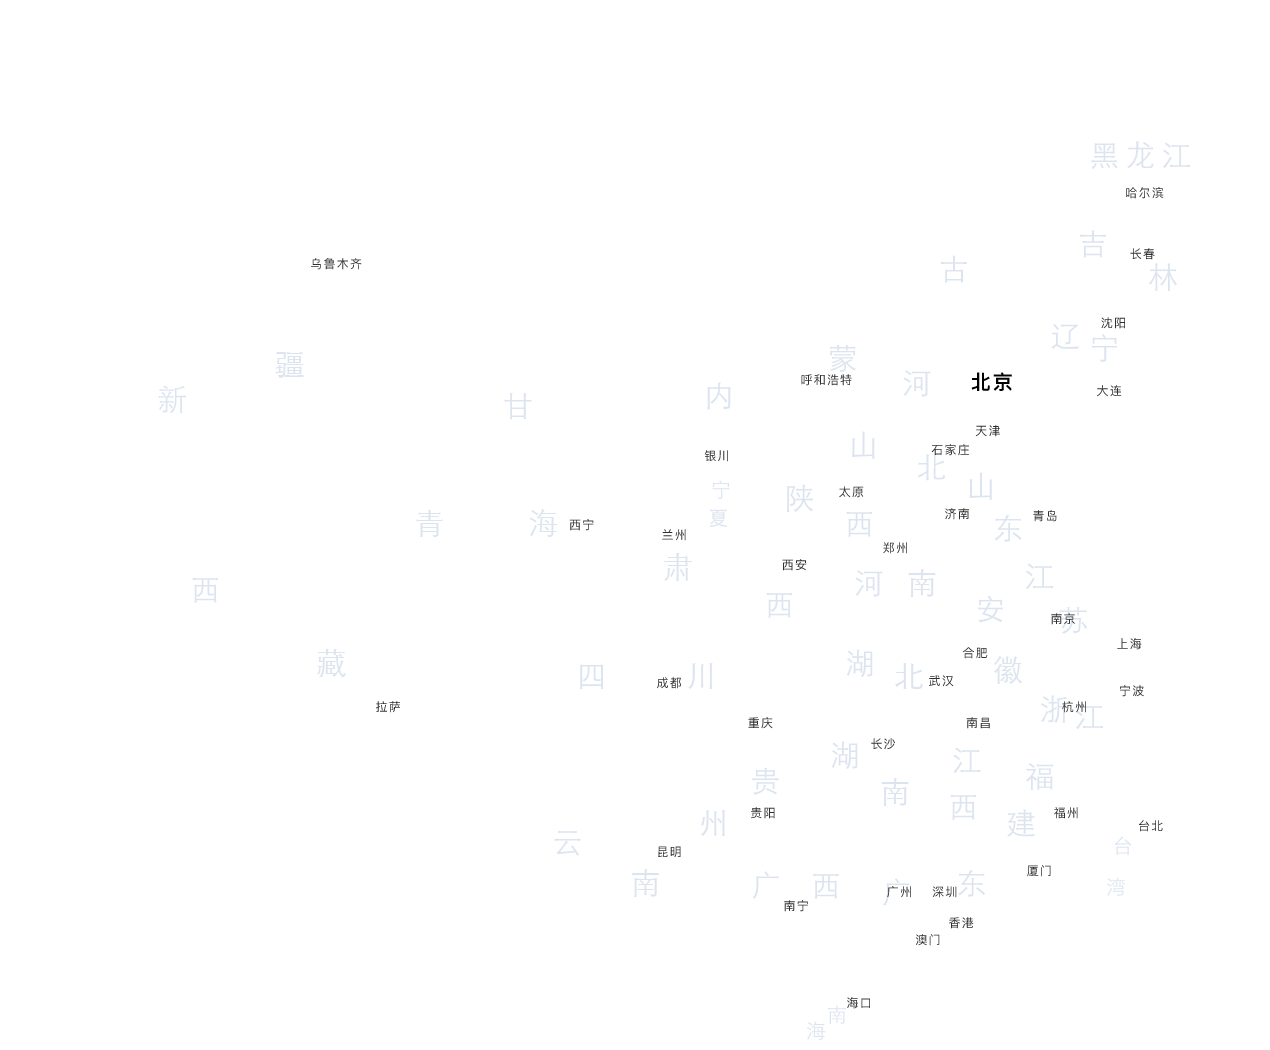 黑龙江
哈尔滨
吉
长春
乌鲁木齐
古
林
沈阳
辽宁
疆
蒙
呼和浩特
河
北京
大连
新
甘
内
天津
山
石家庄
银川
北
宁
陕
太原
山
夏
青
海
西宁
兰州
西
济南
青岛
东
郑州
肃
西安
河南
江
西
西
安
南京
苏
上海
合肥
藏
四川
成都
湖
北
武汉
徽
宁波
拉萨
浙江
杭州
重庆
南昌
长沙
湖
江
贵
南
福
西
贵阳
州
建
福州
台北
云
昆明
台
南
广西
广东
厦门
湾
南宁
广州
深圳
香港
澳门
海口
南
海